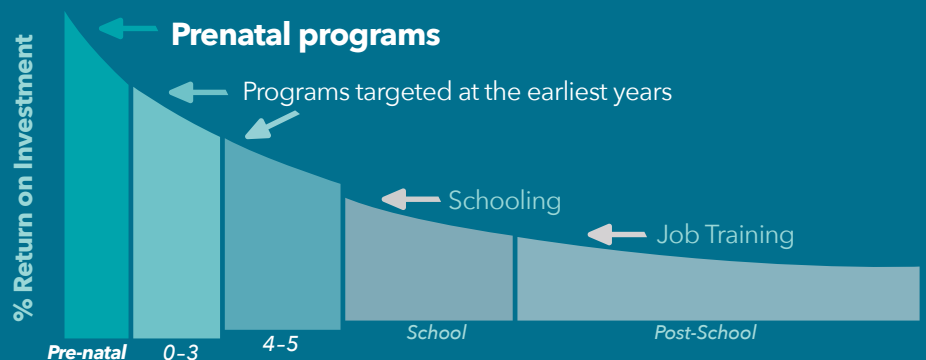 % Return on Investment
Prenatal programs
Programs targeted at the earliest years
Schooling
Job Training
Pre-natal
0–3
4–5
School
Post-School